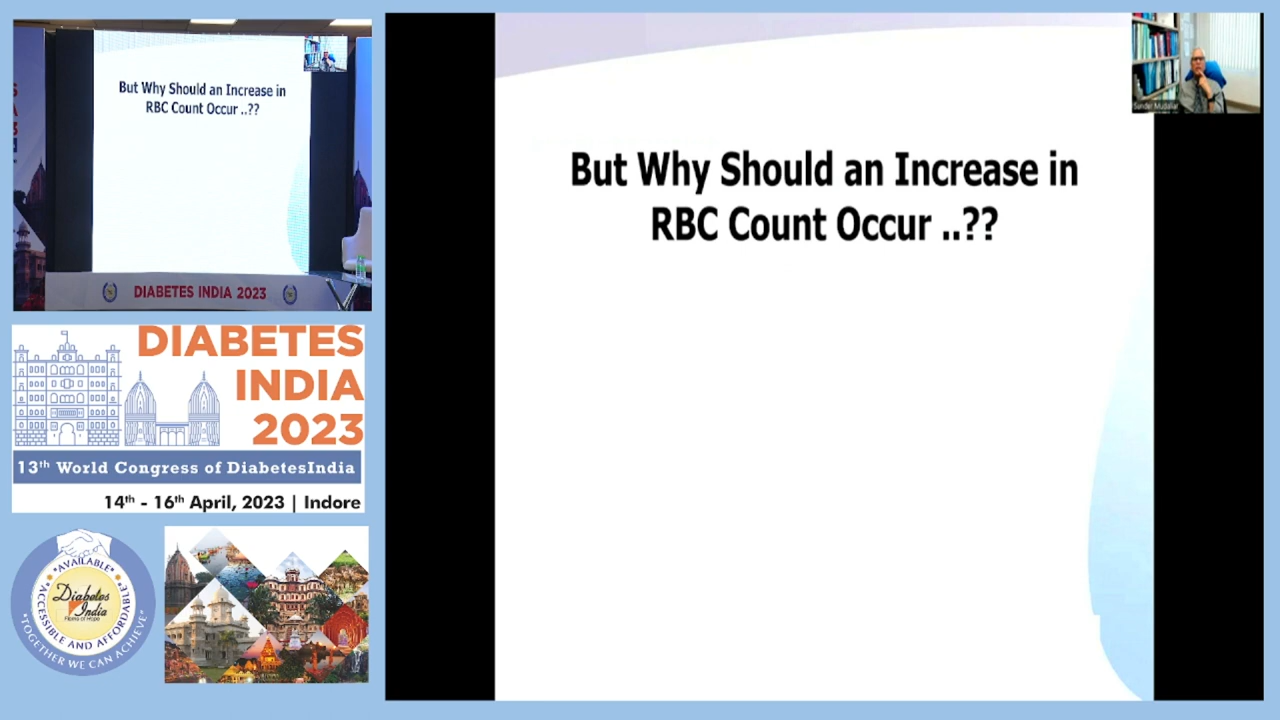 But Why Should an Increase in
RBC Count Occur ..??
DIABETES INDIA 2023
DIABETES
INDIA
2023
13th World Congress of DiabetesIndia
14th - 16th April, 2023 | Indore
"AVAILABLE"
"ACCESSIBLE AND AFFORDABLE"
"TOGETHER WE CAN ACHIEVE"
Diabetes
India
But Why Should an Increase in
RBC Count Occur ..??
Sander Mudaliar